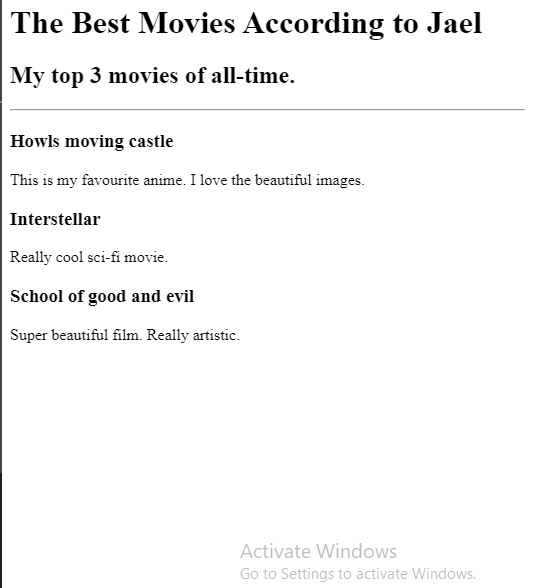 The Best Movies According to Jael
My top 3 movies of all-time.
Howls moving castle
This is my favourite anime. I love the beautiful images.
Interstellar
Really cool sci-fi movie.
School of good and evil
Super beautiful film. Really artistic.
Activate Windows
Go to Settings to activate Windows.